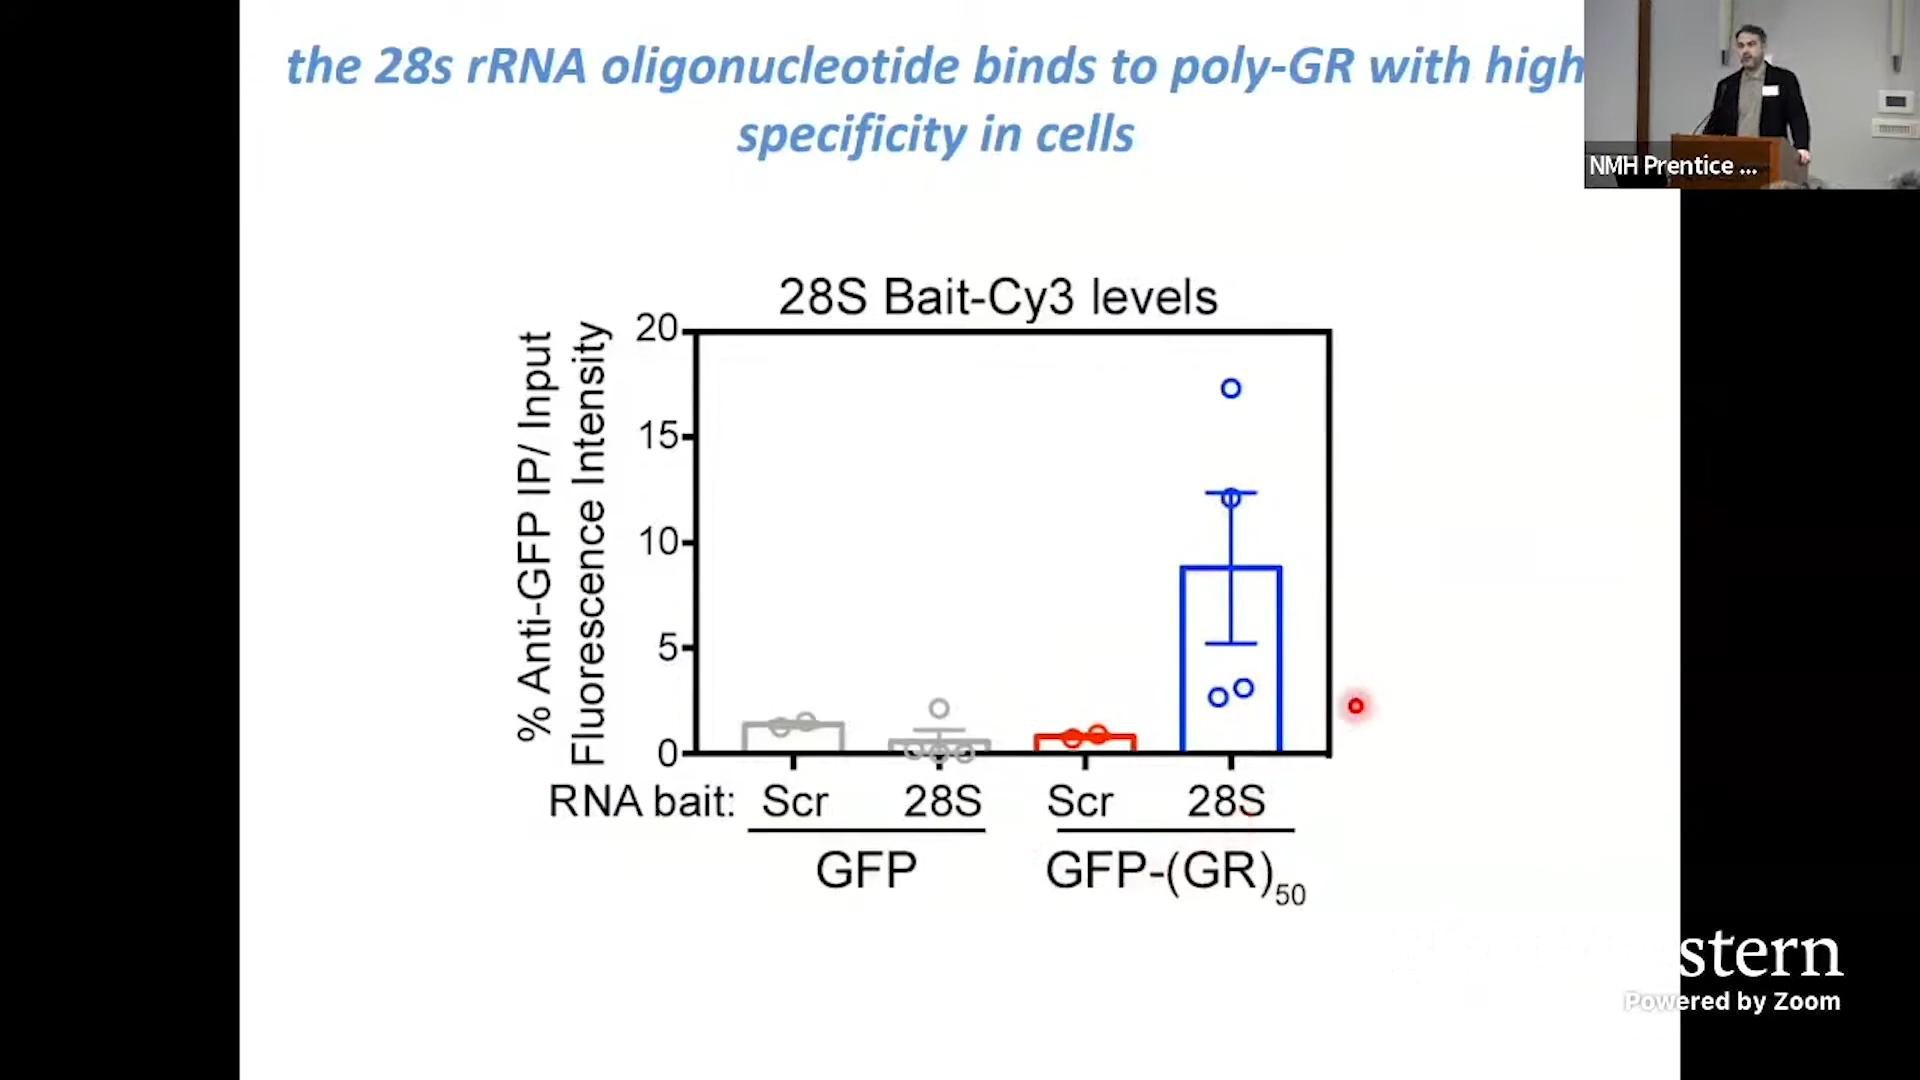 the 28s rRNA oligonucleotide binds to poly-GR with high
specificity in cells
NMH Prentice ...
28S Bait-Cy3 levels
% Anti-GFP IP/ Input
Fluorescence Intensity
20
15
10
5
0
RNA bait: Scr 28S Scr 28S
GFP GFP-(GR)50
stern
Powered by Zoom